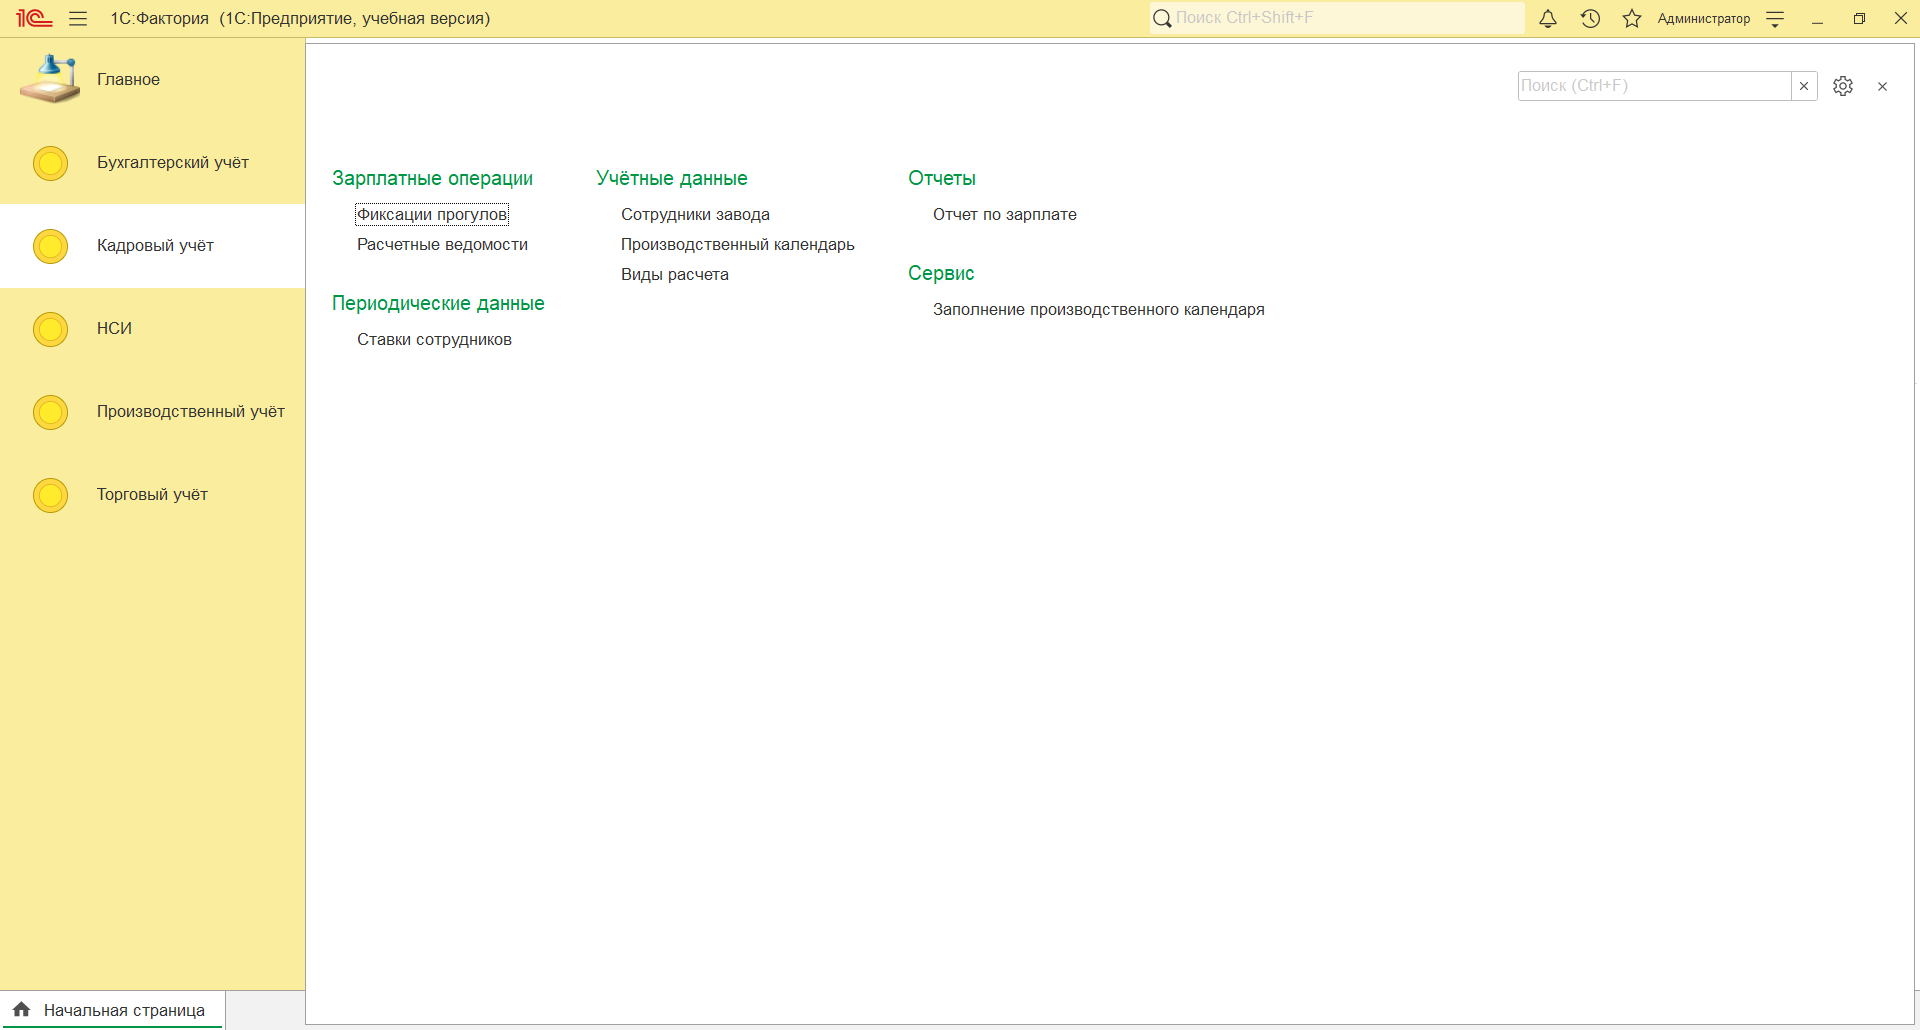 1С:Фактория (1С:Предприятие, учебная версия)
Поиск Ctrl+Shift+F
Администратор
Главное
Бухгалтерский учёт
Кадровый учёт
НСИ
Производственный учёт
Торговый учёт
Поиск (Ctrl+F)
Зарплатные операции
Фиксации прогулов
Расчетные ведомости
Периодические данные
Ставки сотрудников
Учётные данные
Сотрудники завода
Производственный календарь
Виды расчета
Отчеты
Отчет по зарплате
Сервис
Заполнение производственного календаря
Начальная страница